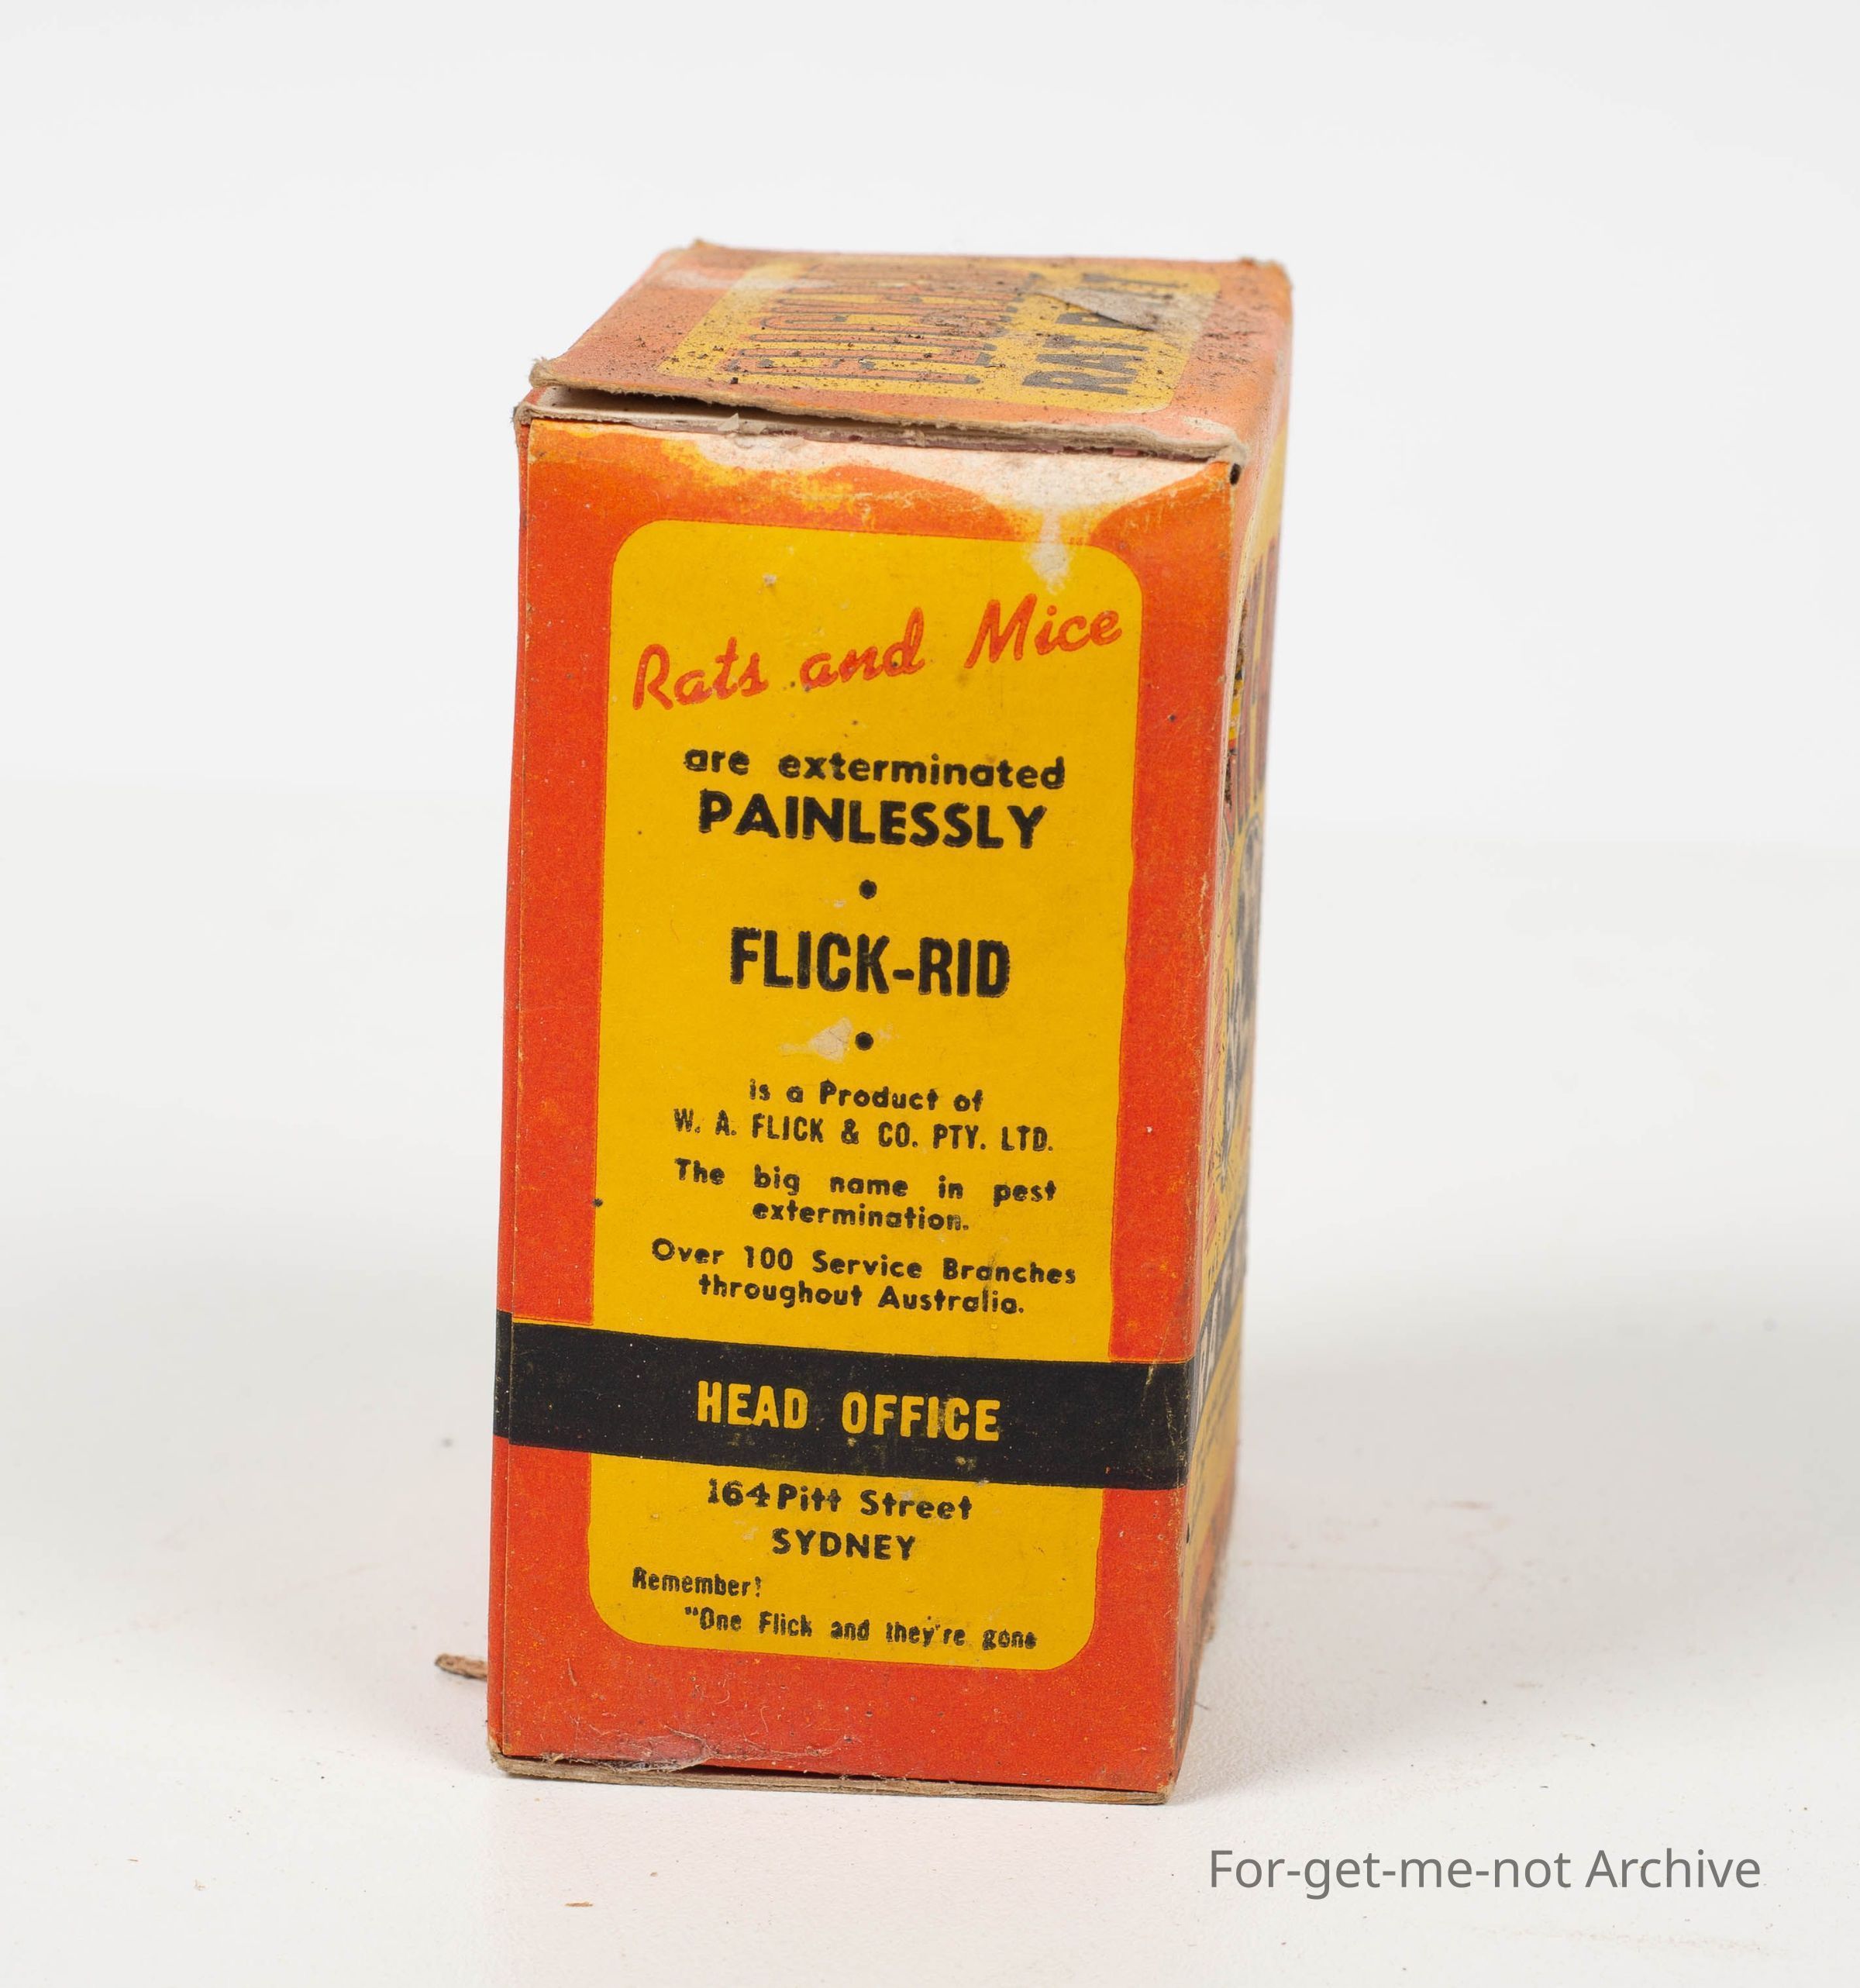 RAT
Rats and Mice
are exterminated
PAINLESSLY
•
FLICK-RID
•
is a Product of
W. A. FLICK & CO. PTY. LTD.
The big name in pest
extermination.
Over 100 Service Branches
throughout Australia.
HEAD OFFICE
164 Pitt Street
SYDNEY
Remember!
"One Flick and they're gone
For-get-me-not Archive